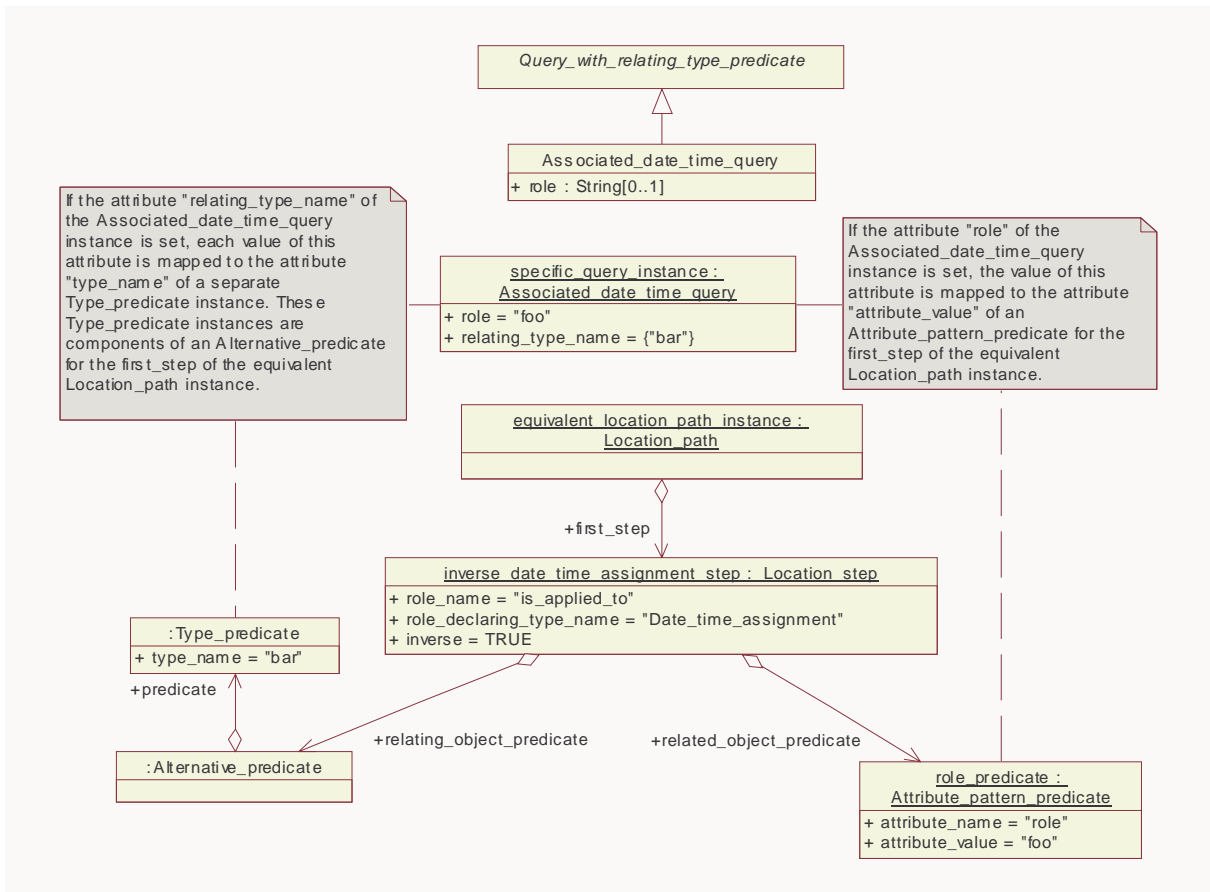 Query_with_relating_type_predicate
Associated_date_time_query
+ role : String[0..1]
If the attribute "relating_type_name" of
the Associated_date_time_query
instance is set, each value of this
attribute is mapped to the attribute
"type_name" of a separate
Type_predicate instance. These
Type_predicate instances are
components of an Alternative_predicate
for the first_step of the equivalent
Location_path instance.
specific_query_instance :
Associated_date_time_query
+ role = "foo"
+ relating_type_name = {"bar"}
If the attribute "role" of the
Associated_date_time_query
instance is set, the value of this
attribute is mapped to the attribute
"attribute_value" of an
Attribute_pattern_predicate for the
first_step of the equivalent
Location_path instance.
equivalent_location_path_instance :
Location_path
+first_step
inverse_date_time_assignment_step : Location_step
+ role_name = "is_applied_to"
+ role_declaring_type_name = "Date_time_assignment"
+ inverse = TRUE
:Type_predicate
+ type_name = "bar"
+predicate
+relating_object_predicate
+related_object_predicate
:Alternative_predicate
role_predicate :
Attribute_pattern_predicate
+ attribute_name = "role"
+ attribute_value = "foo"